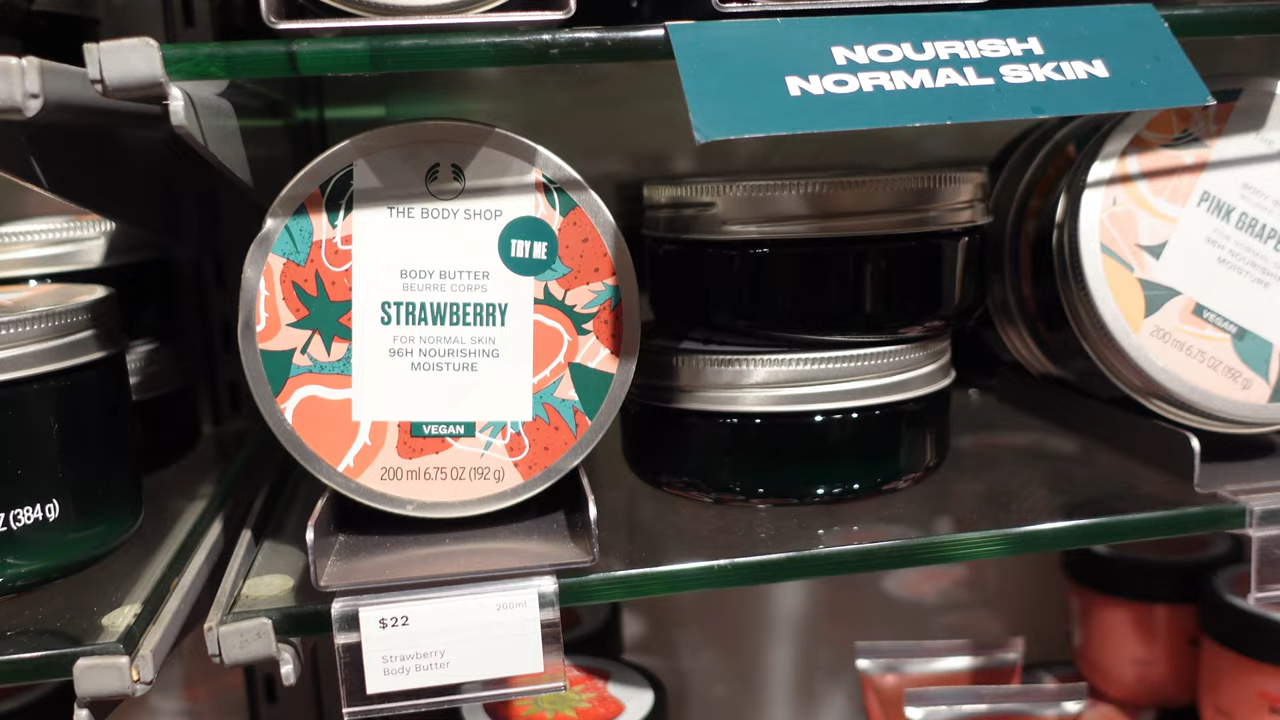 NOURISH
NORMAL SKIN
THE BODY SHOP
TRY ME
BODY BUTTER
BEURRE CORPS
STRAWBERRY
FOR NORMAL SKIN
96H NOURISHING
MOISTURE
VEGAN
200 ml 6.75 OZ (192 g)
$22
200ml
Strawberry
Body Butter
(384 g)
PINK
96H NOURISHING
MOISTURE
VEGAN
200 ml 6.75 OZ (192 g)